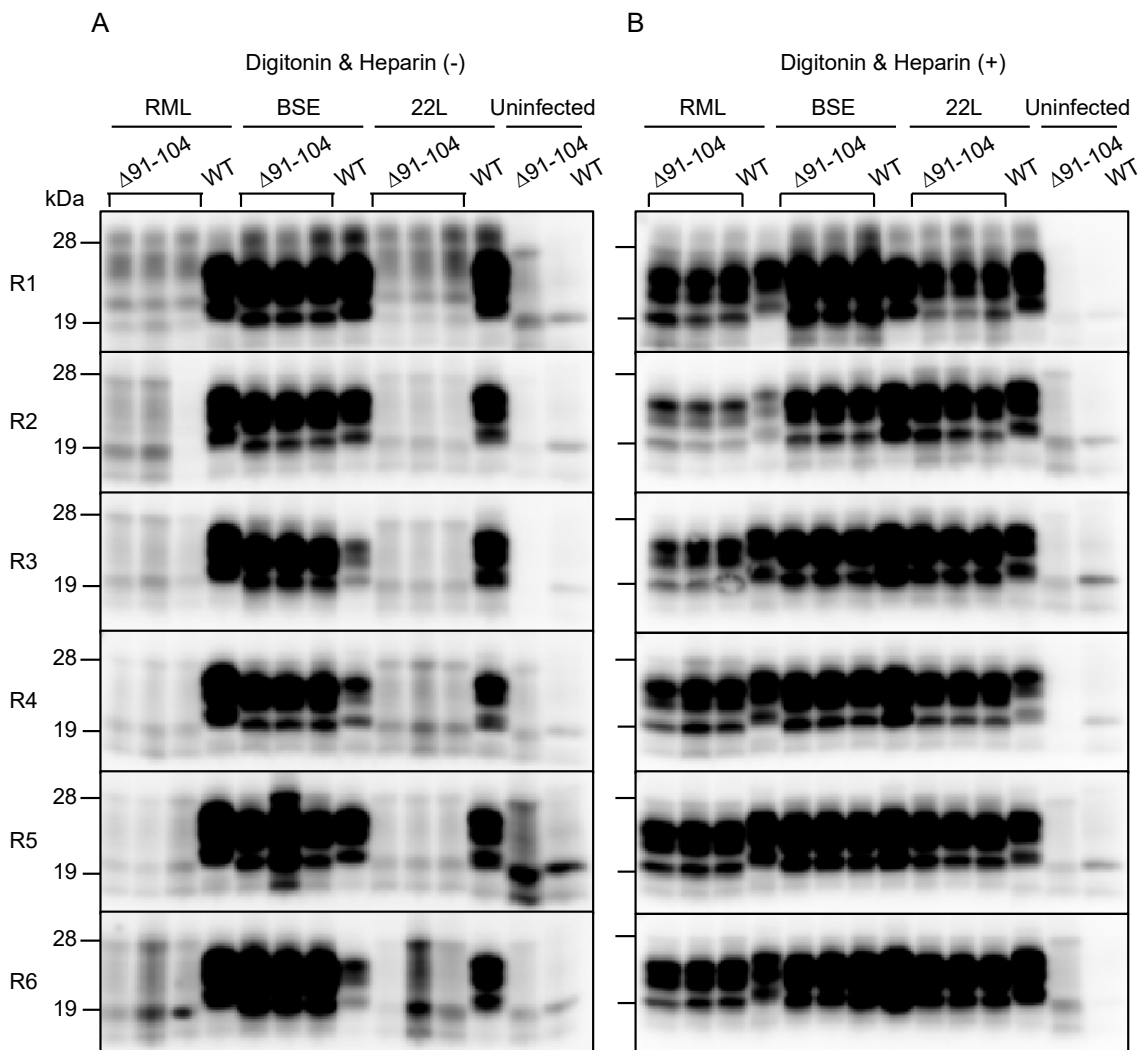 A B
Digitonin & Heparin (-) Digitonin & Heparin (+)
RML BSE 22L Uninfected RML BSE 22L Uninfected
Δ91-104 WT Δ91-104 WT Δ91-104 WT Δ91-104 WT Δ91-104 WT Δ91-104 WT Δ91-104 WT Δ91-104 WT
kDa
28
R1
19
28
R2
19
28
R3
19
28
R4
19
28
R5
19
28
R6
19